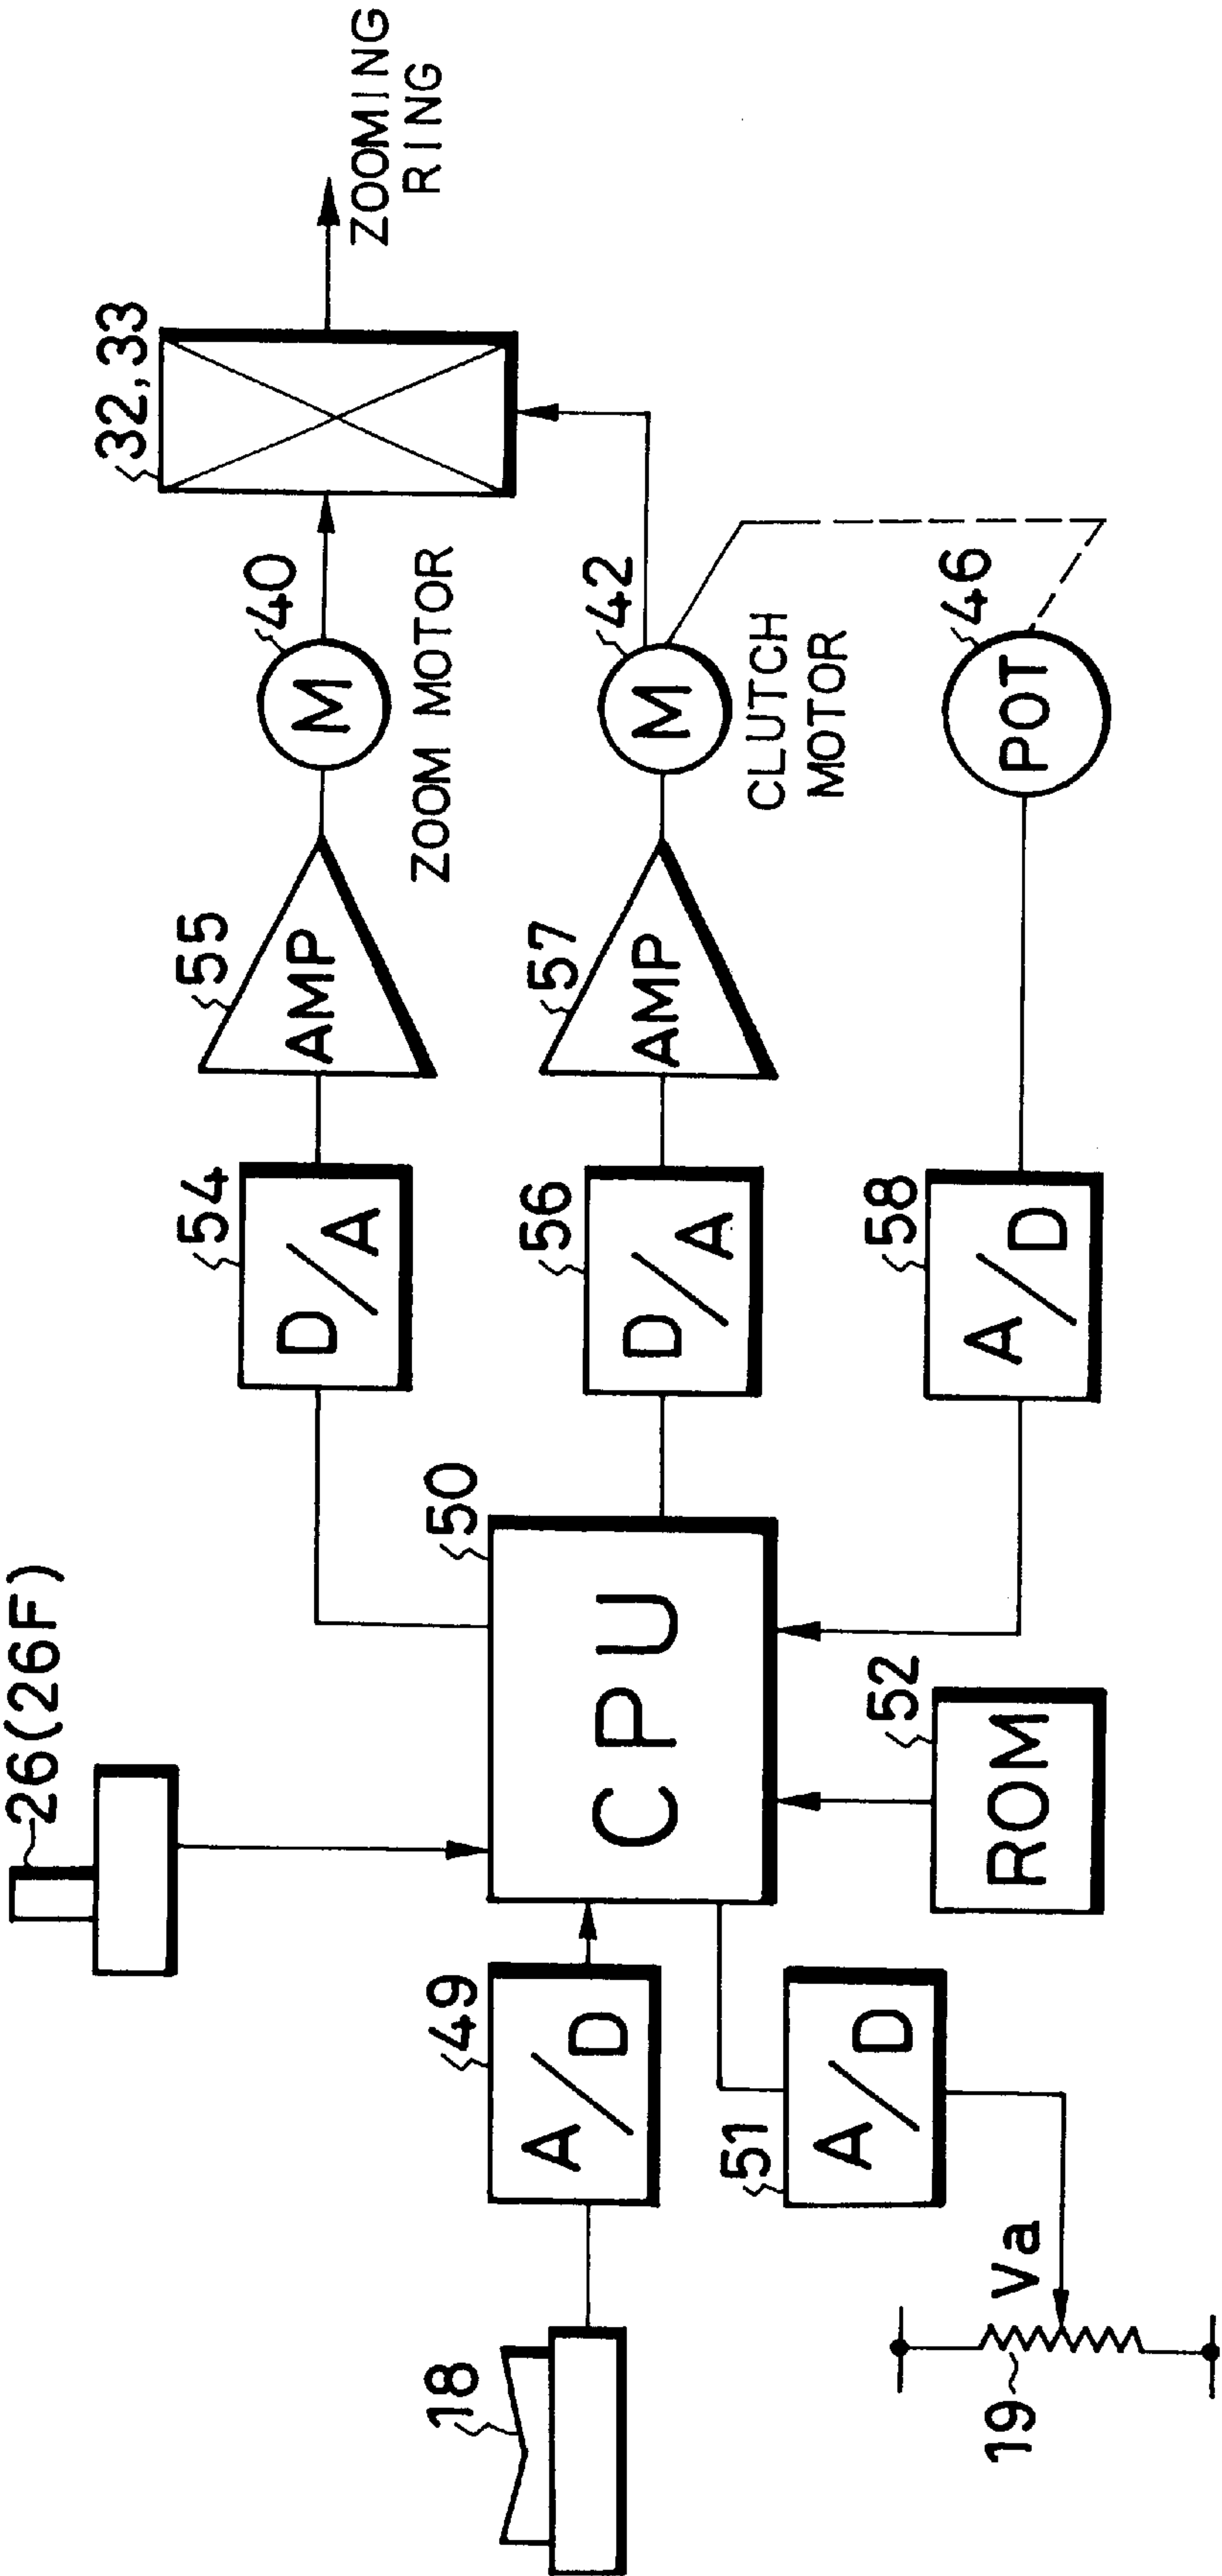 26(26F)
32,33
ZOOMING
RING
54
D/A
55
AMP
40
M
ZOOM MOTOR
18
49
A/D
50
CPU
56
D/A
57
AMP
42
M
CLUTCH
MOTOR
19
Va
51
A/D
52
ROM
58
A/D
46
POT